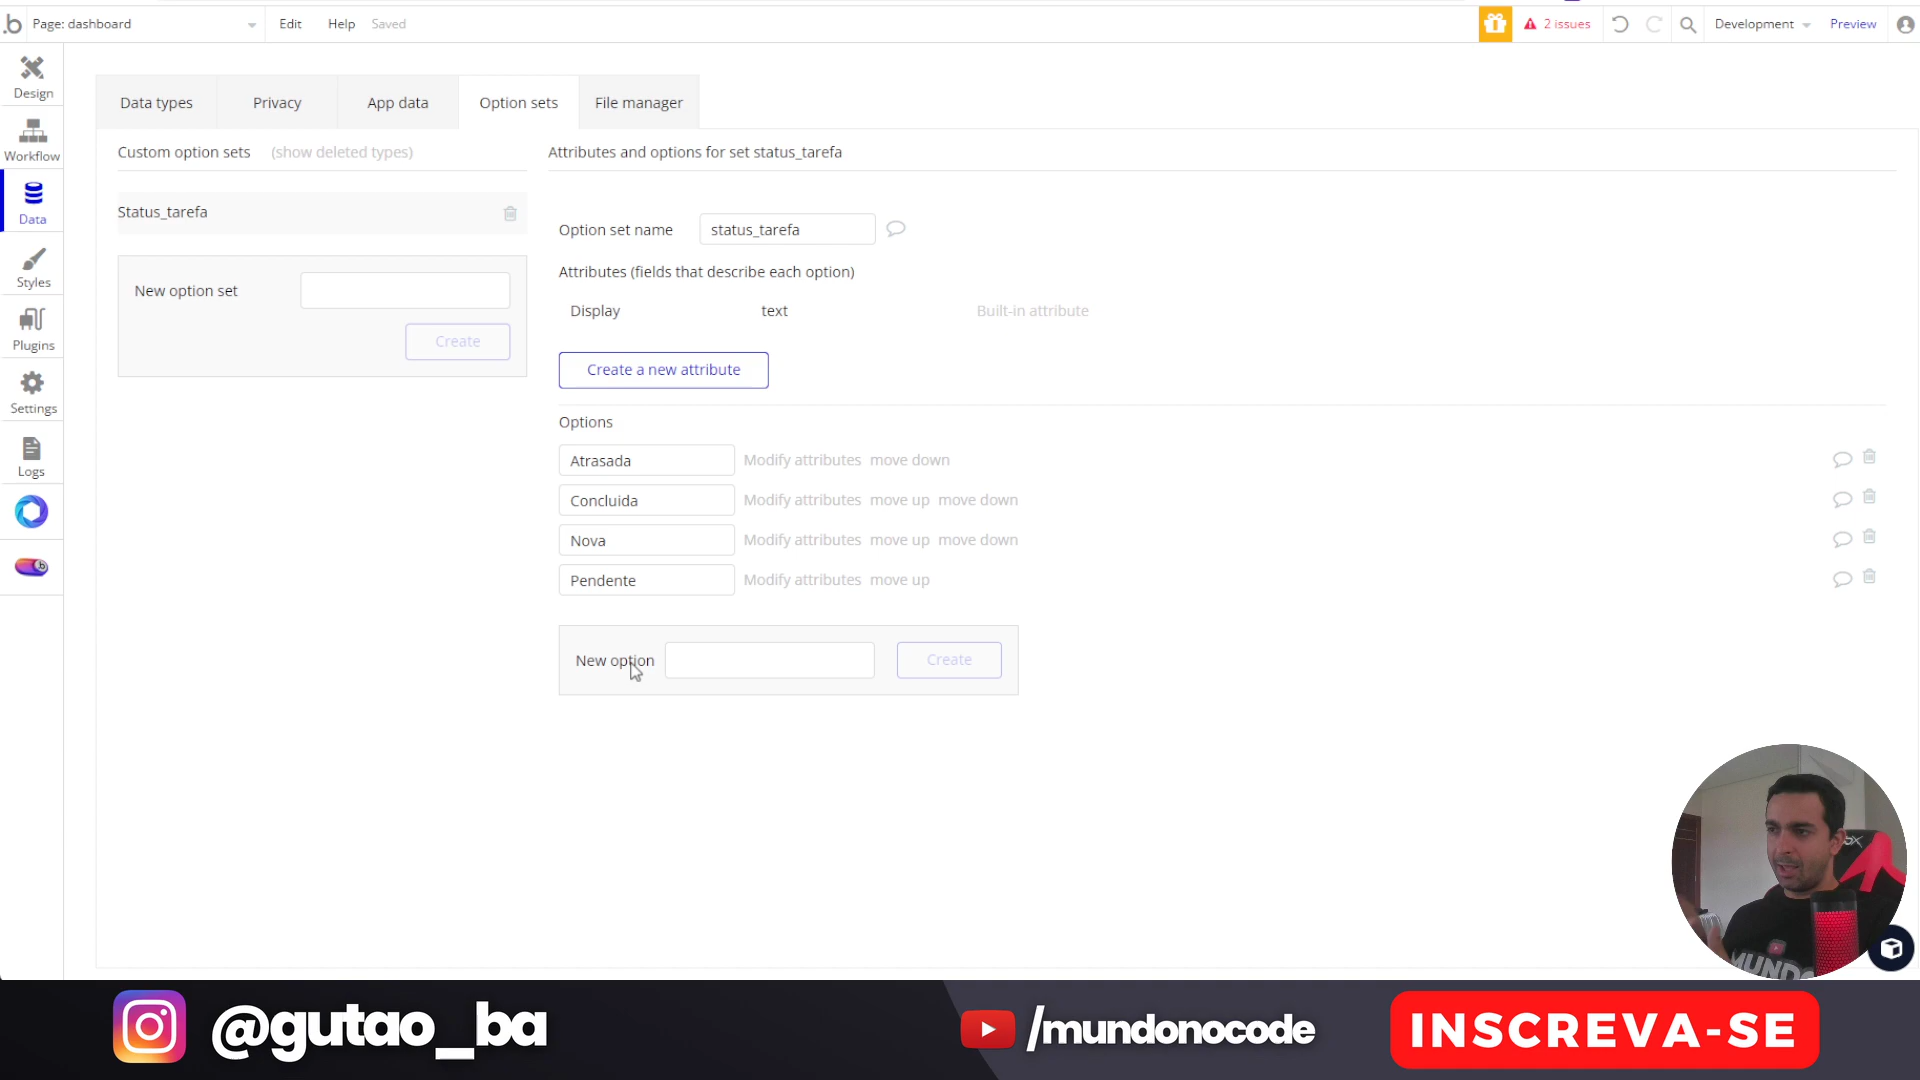 .b Page: dashboard Edit Help Saved 2 issues Development Preview
Design
Workflow
Data
Styles
Plugins
Settings
Logs
Data types Privacy App data Option sets File manager
Custom option sets (show deleted types)
Status_tarefa
New option set
Create
Attributes and options for set status_tarefa
Option set name status_tarefa
Attributes (fields that describe each option)
Display text Built-in attribute
Create a new attribute
Options
Atrasada Modify attributes move down
Concluida Modify attributes move up move down
Nova Modify attributes move up move down
Pendente Modify attributes move up
New option Create
MUNDO
@gutao_ba /mundonocode INSCREVA-SE